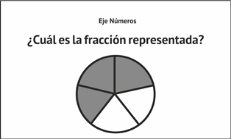 Eje Números
¿Cuál es la fracción representada?